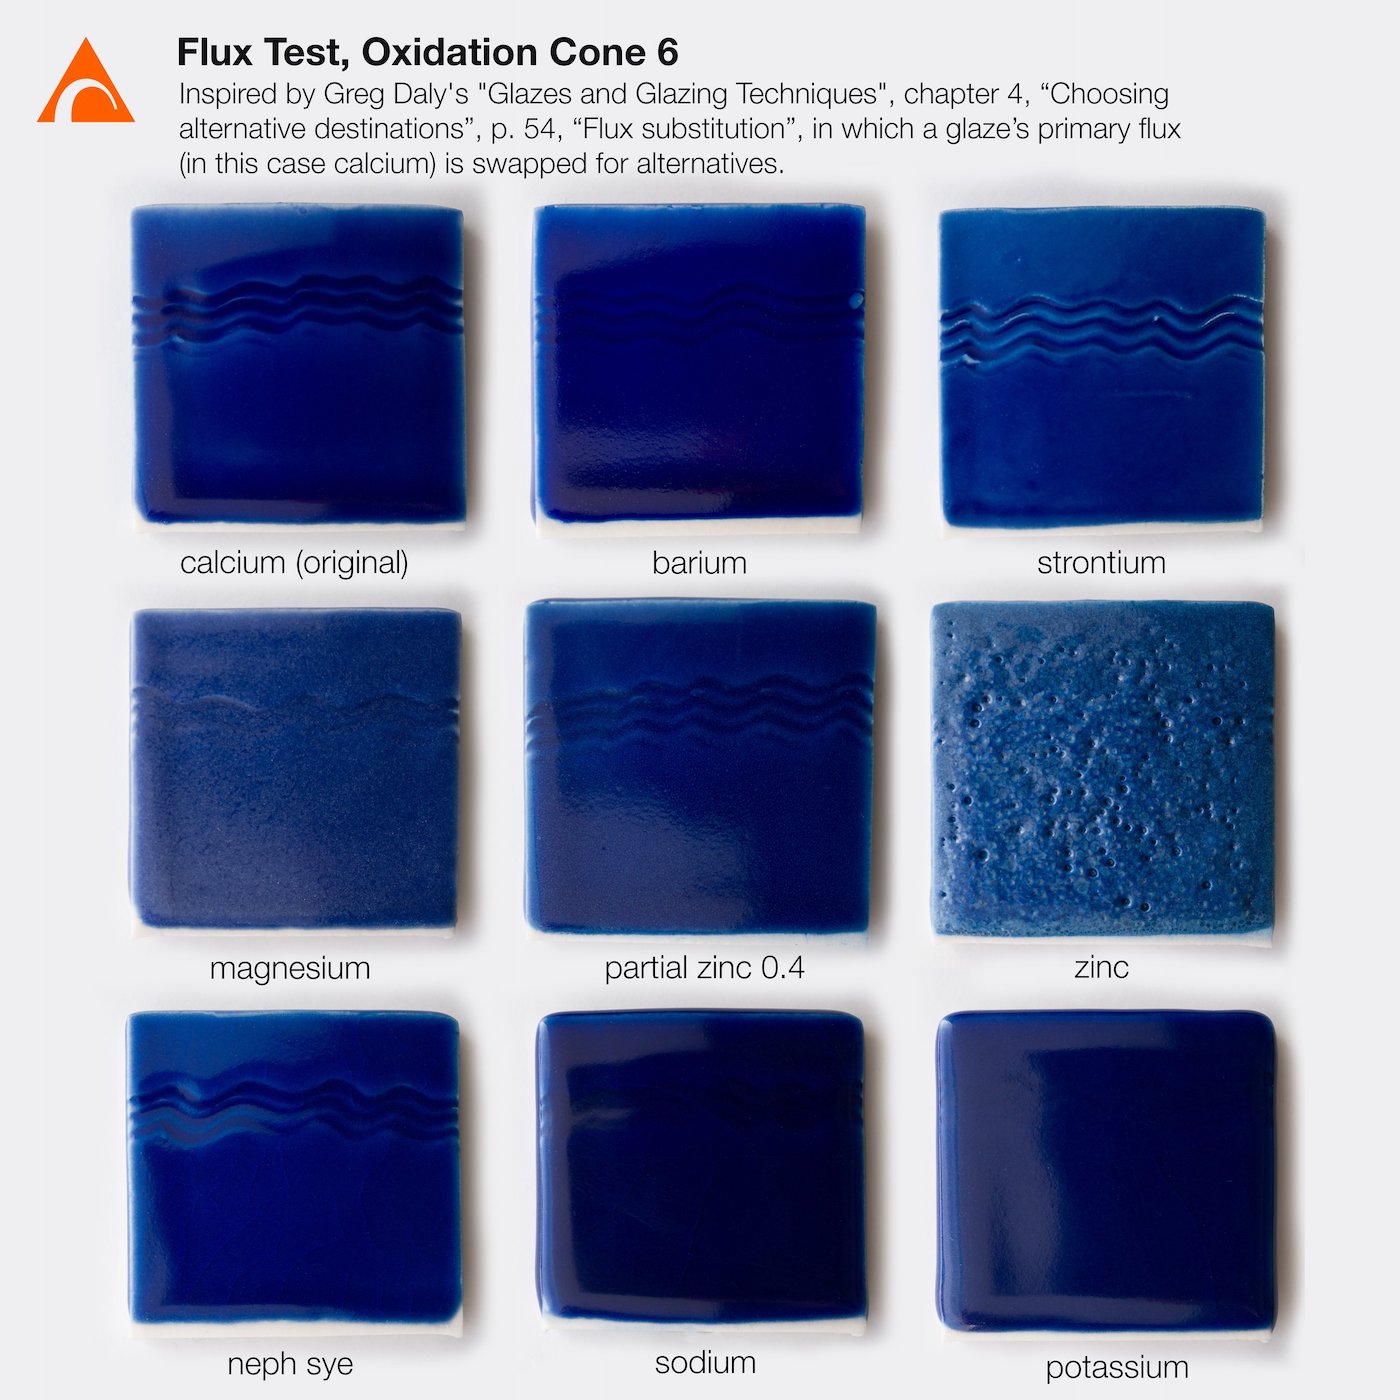 Flux Test, Oxidation Cone 6
Inspired by Greg Daly's "Glazes and Glazing Techniques", chapter 4, “Choosing
alternative destinations”, p. 54, “Flux substitution”, in which a glaze’s primary flux
(in this case calcium) is swapped for alternatives.
calcium (original)
barium
strontium
magnesium
partial zinc 0.4
zinc
neph sye
sodium
potassium